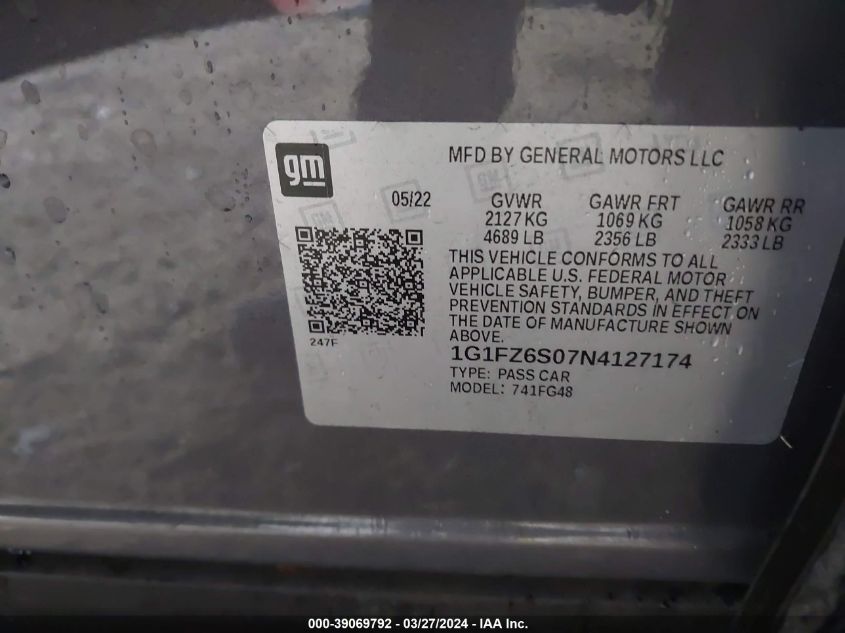 gm
MFD BY GENERAL MOTORS LLC
05/22
GVWR GAWR FRT GAWR RR
2127 KG 1069 KG 1058 KG
4689 LB 2356 LB 2333 LB
THIS VEHICLE CONFORMS TO ALL
APPLICABLE U.S. FEDERAL MOTOR
VEHICLE SAFETY, BUMPER, AND THEFT
PREVENTION STANDARDS IN EFFECT ON
THE DATE OF MANUFACTURE SHOWN
ABOVE.
247F
1G1FZ6S07N4127174
TYPE: PASS CAR
MODEL: 741FG48
000-39069792 - 03/27/2024 - IAA Inc.